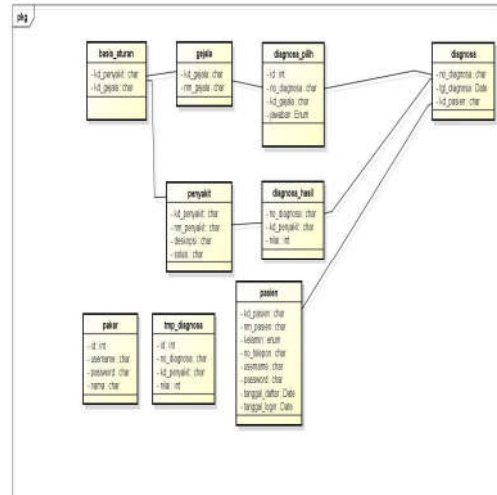 pkg
basis_aturan
- kd_penyakit: char
- kd_gejala: char
gejala
- kd_gejala: char
- nm_gejala: char
diagnosa_pilih
- id: int
- no_diagnosa: char
- kd_gejala: char
- jawaban: Enum
diagnosa
- no_diagnosa: char
- tgl_diagnosa: Date
- kd_pasien: char
penyakit
- kd_penyakit: char
- nm_penyakit: char
- deskripsi: char
- solusi: char
diagnosa_hasil
- no_diagnosa: char
- kd_penyakit: char
- nilai: int
pasien
- kd_pasien: char
- nm_pasien: char
- kelamin: enum
- no_telepon: char
- username: char
- password: char
- tanggal_daftar: Date
- tanggal_login: Date
pakar
- id: int
- username: char
- password: char
- nama: char
tmp_diagnosa
- id: int
- no_diagnosa: char
- kd_penyakit: char
- nilai: int